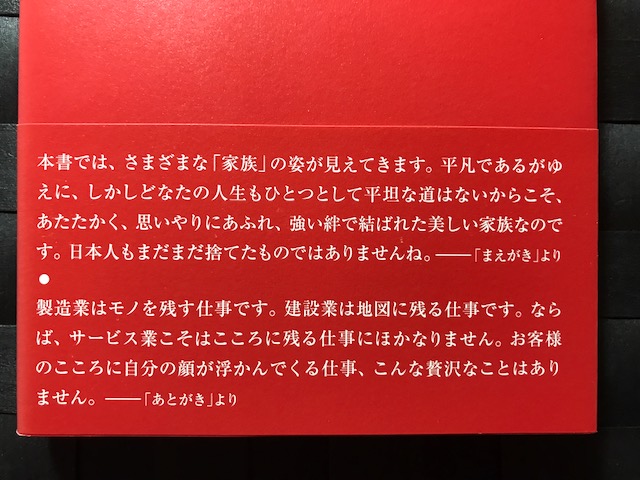 本書では、さまざまな「家族」の姿が見えてきます。平凡であるがゆ
えに、しかしどなたの人生もひとつとして平坦な道はないからこそ、
あたたかく、思いやりにあふれ、強い絆で結ばれた美しい家族なので
す。日本人もまだまだ捨てたものではありませんね。——「まえがき」より
●
製造業はモノを残す仕事です。建設業は地図に残る仕事です。なら
ば、サービス業こそはこころに残る仕事にほかなりません。お客様
のこころに自分の顔が浮かんでくる仕事、こんな贅沢なことはあり
ません。——「あとがき」より